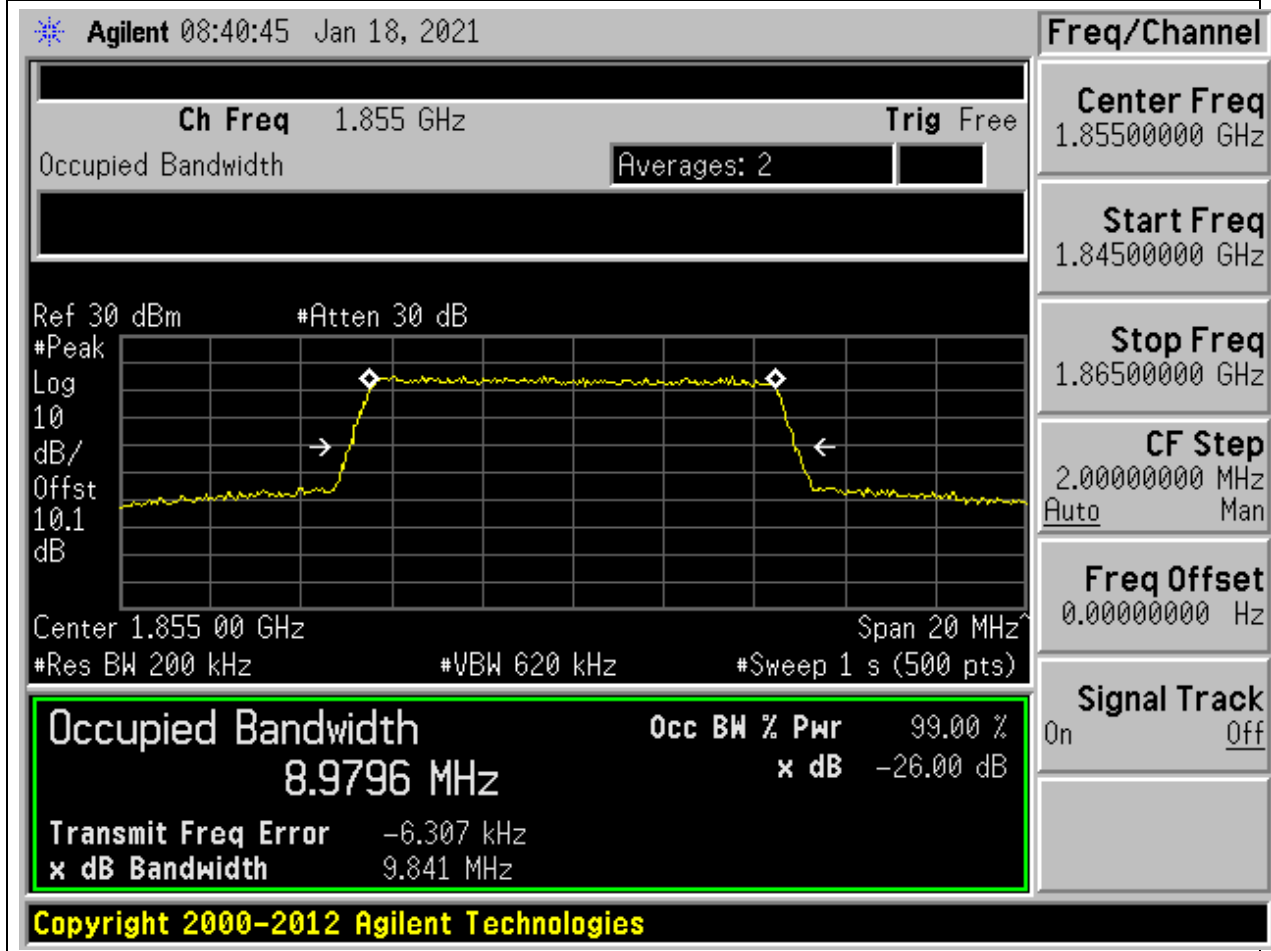 Agilent 08:40:45 Jan 18, 2021
Ch Freq 1.855 GHz Trig Free
Occupied Bandwidth Averages: 2
Ref 30 dBm #Atten 30 dB
#Peak
Log
10
dB/
Offst
10.1
dB
Center 1.855 00 GHz Span 20 MHz^
#Res BW 200 kHz #VBW 620 kHz #Sweep 1 s (500 pts)
Occupied Bandwidth Occ BW % Pwr 99.00 %
8.9796 MHz x dB -26.00 dB
Transmit Freq Error -6.307 kHz
x dB Bandwidth 9.841 MHz
Copyright 2000-2012 Agilent Technologies
Freq/Channel
Center Freq
1.85500000 GHz
Start Freq
1.84500000 GHz
Stop Freq
1.86500000 GHz
CF Step
2.00000000 MHz
Auto Man
Freq Offset
0.00000000 Hz
Signal Track
On Off